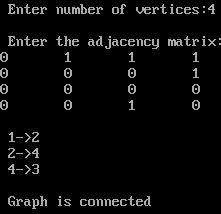 Enter number of vertices:4
Enter the adjacency matrix:
0 1 1 1
0 0 0 1
0 0 0 0
0 0 1 0
1->2
2->4
4->3
Graph is connected